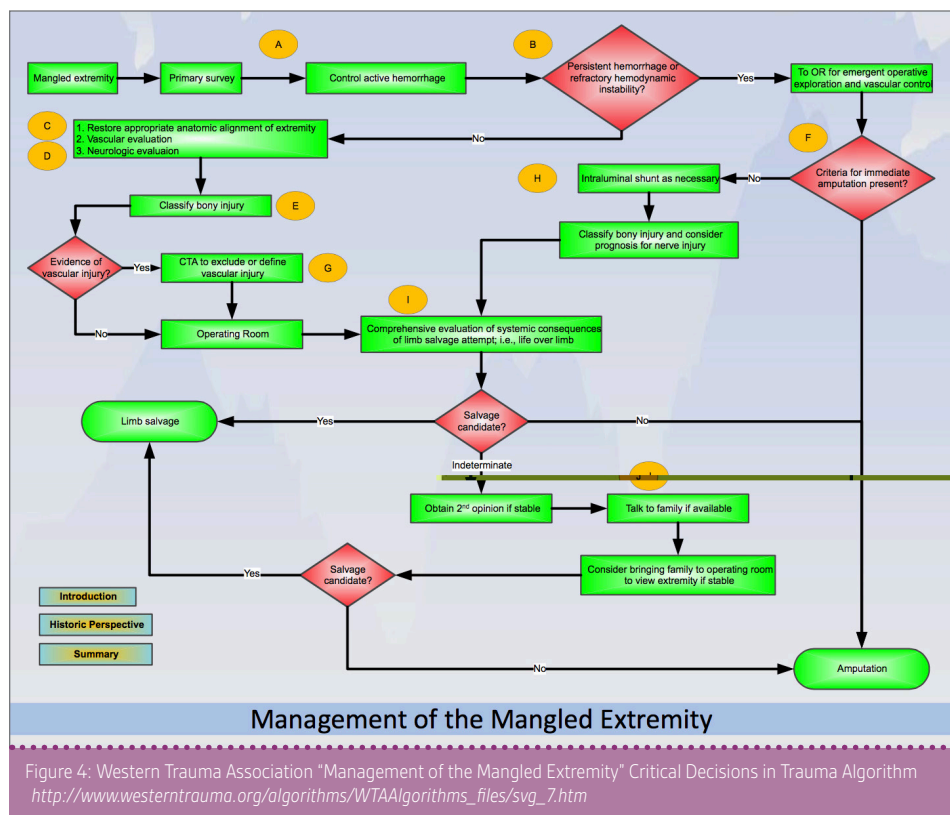 A
B
Mangled extremity
Primary survey
Control active hemorrhage
Persistent hemorrhage or
refractory hemodynamic
instability?
Yes
To OR for emergent operative
exploration and vascular control
C
D
1. Restore appropriate anatomic alignment of extremity
2. Vascular evaluation
3. Neurologic evaluaion
No
F
Criteria for immediate
amputation present?
No
H
Intraluminal shunt as necessary
Classify bony injury
E
Classify bony injury and consider
prognosis for nerve injury
Evidence of
vascular injury?
Yes
CTA to exclude or define
vascular injury
G
No
Operating Room
I
Comprehensive evaluation of systemic consequences
of limb salvage attempt; i.e., life over limb
Limb salvage
Yes
Salvage
candidate?
No
Indeterminate
Obtain 2nd opinion if stable
Talk to family if available
Consider bringing family to operating room
to view extremity if stable
Salvage
candidate?
Yes
No
Amputation
Introduction
Historic Perspective
Summary
Management of the Mangled Extremity
Figure 4: Western Trauma Association “Management of the Mangled Extremity” Critical Decisions in Trauma Algorithm
http://www.westerntrauma.org/algorithms/WTAAlgorithms_files/svg_7.htm